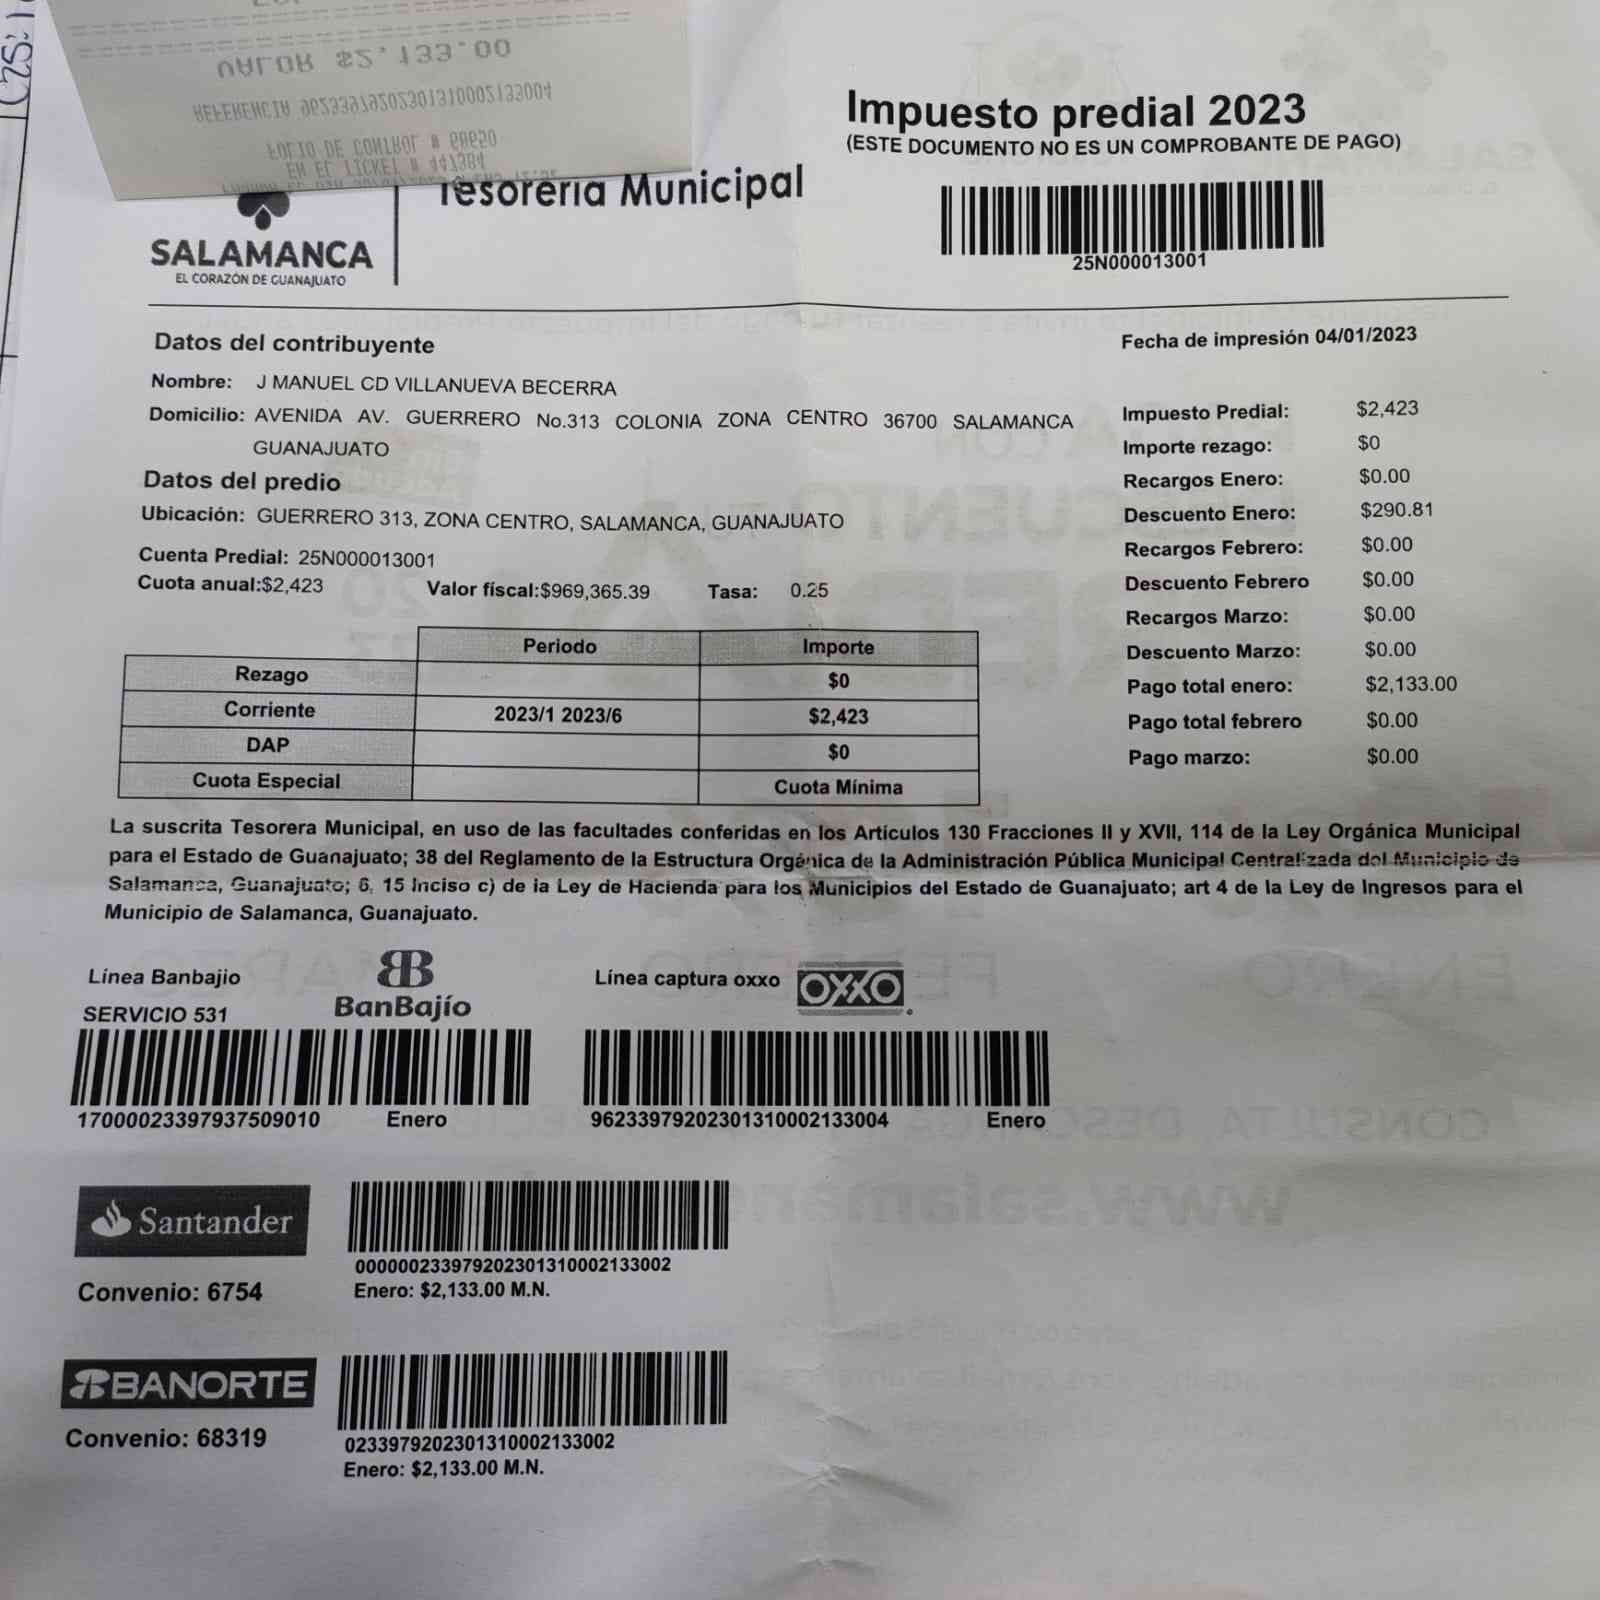 VALOR $2,133.00
REFERENCIA 96233979202301310002133004
FOLIO DE CONTROL #
EN EL TICKET #
Impuesto predial 2023
(ESTE DOCUMENTO NO ES UN COMPROBANTE DE PAGO)
Tesorería Municipal
SALAMANCA
EL CORAZÓN DE GUANAJUATO
25N000013001
Datos del contribuyente
Fecha de impresión 04/01/2023
Nombre: J MANUEL CD VILLANUEVA BECERRA
Domicilio: AVENIDA AV. GUERRERO No.313 COLONIA ZONA CENTRO 36700 SALAMANCA
GUANAJUATO
Datos del predio
Ubicación: GUERRERO 313, ZONA CENTRO, SALAMANCA, GUANAJUATO
Cuenta Predial: 25N000013001
Cuota anual:$2,423 Valor fiscal:$969,365.39 Tasa: 0.25
Impuesto Predial: $2,423
Importe rezago: $0
Recargos Enero: $0.00
Descuento Enero: $290.81
Recargos Febrero: $0.00
Descuento Febrero $0.00
Recargos Marzo: $0.00
Descuento Marzo: $0.00
Pago total enero: $2,133.00
Pago total febrero $0.00
Pago marzo: $0.00
Periodo Importe
Rezago $0
Corriente 2023/1 2023/6 $2,423
DAP $0
Cuota Especial Cuota Mínima
La suscrita Tesorera Municipal, en uso de las facultades conferidas en los Artículos 130 Fracciones II y XVII, 114 de la Ley Orgánica Municipal
para el Estado de Guanajuato; 38 del Reglamento de la Estructura Orgánica de la Administración Pública Municipal Centralizada del Municipio de
Salamanca, Guanajuato; 6, 15 Inciso c) de la Ley de Hacienda para los Municipios del Estado de Guanajuato; art 4 de la Ley de Ingresos para el
Municipio de Salamanca, Guanajuato.
Línea Banbajio
SERVICIO 531
BanBajío
Línea captura oxxo OXXO
17000023397937509010 Enero
96233979202301310002133004 Enero
Santander
Convenio: 6754
000000233979202301310002133002
Enero: $2,133.00 M.N.
BANORTE
Convenio: 68319
0233979202301310002133002
Enero: $2,133.00 M.N.